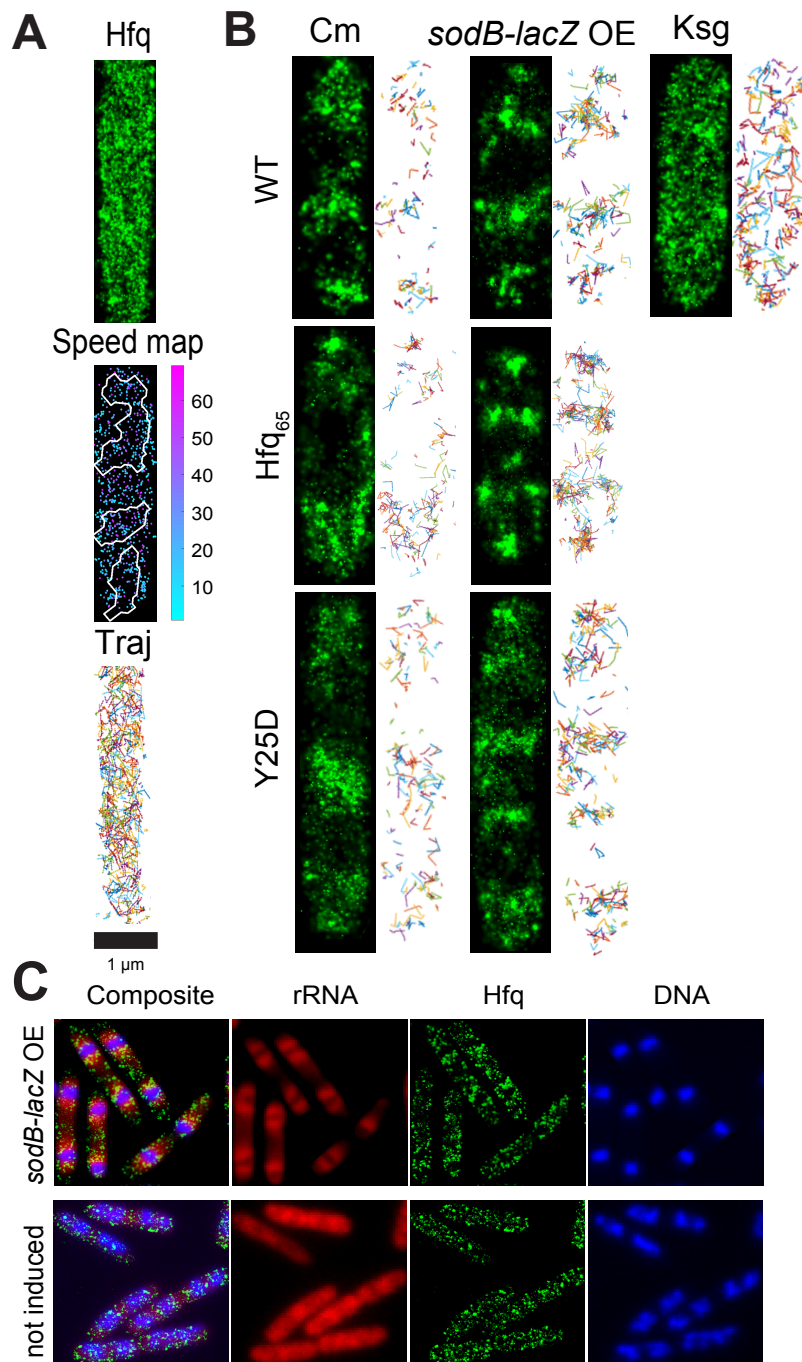 A
Hfq
Speed map
60
50
40
30
20
10
Traj
1 μm
B
Cm
sodB-lacZ OE
Ksg
WT
Hfq65
Y25D
C
Composite
rRNA
Hfq
DNA
sodB-lacZ OE
not induced